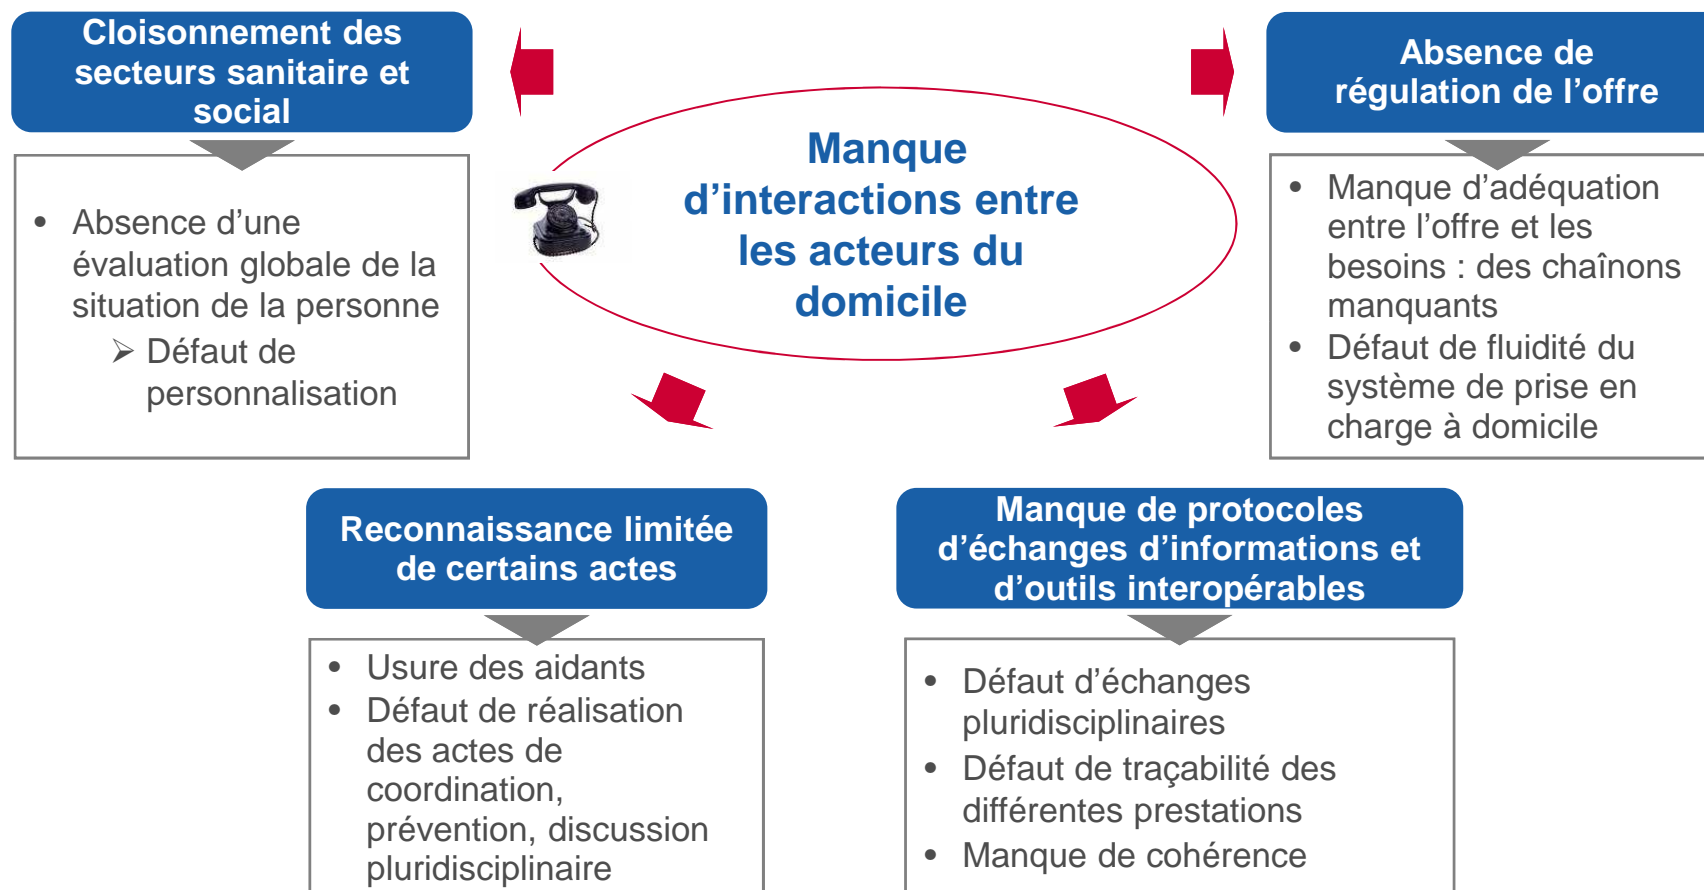 Cloisonnement des
secteurs sanitaire et
social
• Absence d’une
évaluation globale de la
situation de la personne
➢ Défaut de
personnalisation
Manque
d’interactions entre
les acteurs du
domicile
Absence de
régulation de l’offre
• Manque d’adéquation
entre l’offre et les
besoins : des chaînons
manquants
• Défaut de fluidité du
système de prise en
charge à domicile
Reconnaissance limitée
de certains actes
• Usure des aidants
• Défaut de réalisation
des actes de
coordination,
prévention, discussion
pluridisciplinaire
Manque de protocoles
d’échanges d’informations et
d’outils interopérables
• Défaut d’échanges
pluridisciplinaires
• Défaut de traçabilité des
différentes prestations
• Manque de cohérence